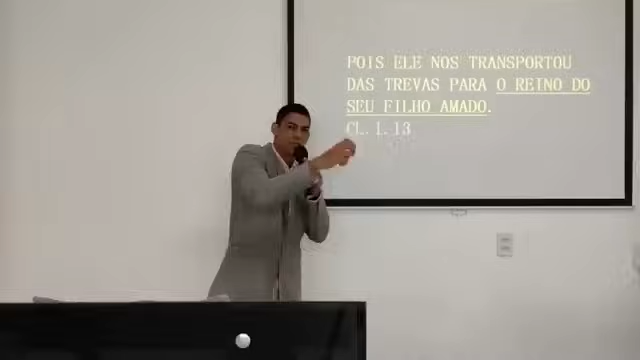 POIS ELE NOS TRANSPORTOU
DAS TREVAS PARA O REINO DO
SEU FILHO AMADO.
CL.1.13